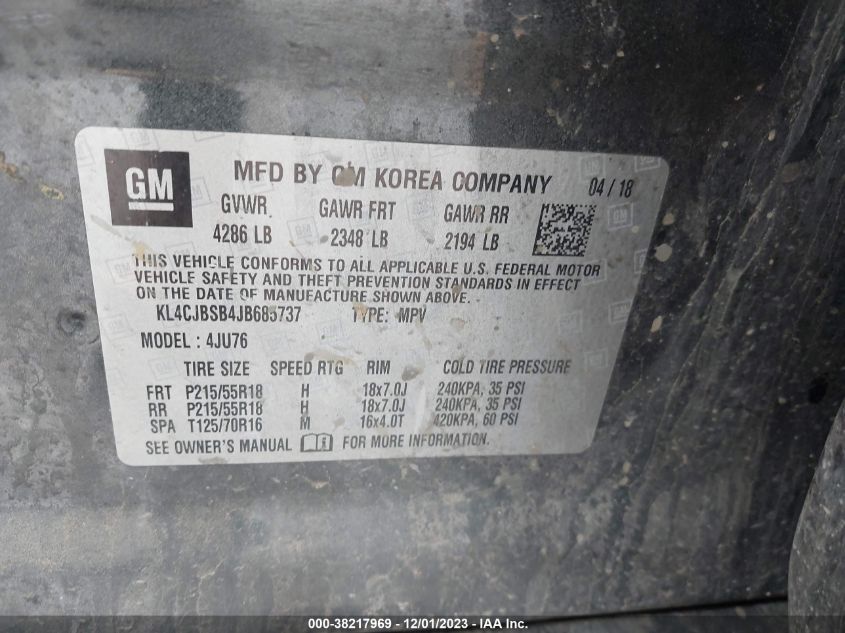 GM
MFD BY GM KOREA COMPANY 04 / 18
GVWR GAWR FRT GAWR RR
4286 LB 2348 LB 2194 LB
THIS VEHICLE CONFORMS TO ALL APPLICABLE U.S. FEDERAL MOTOR
VEHICLE SAFETY AND THEFT PREVENTION STANDARDS IN EFFECT
ON THE DATE OF MANUFACTURE SHOWN ABOVE.
KL4CJBSB4JB685737 TYPE: MPV
MODEL : 4JU76
TIRE SIZE SPEED RTG RIM COLD TIRE PRESSURE
FRT P215/55R18 H 18x7.0J 240KPA, 35 PSI
RR P215/55R18 H 18x7.0J 240KPA, 35 PSI
SPA T125/70R16 M 16x4.0T 420KPA, 60 PSI
SEE OWNER'S MANUAL FOR MORE INFORMATION.
000-38217969 - 12/01/2023 - IAA Inc.